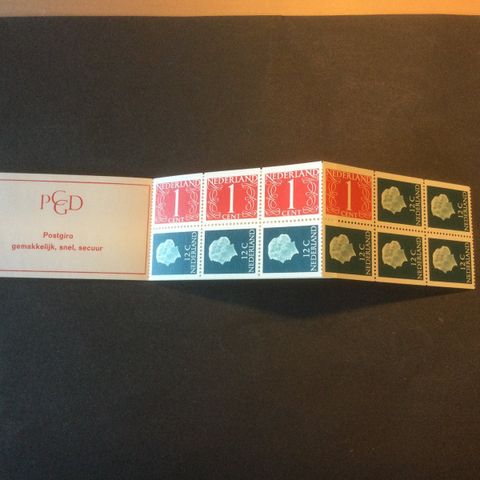 PCGD
Postgiro
gemakkelijk, snel, secuur
NEDERLAND NEDERLAND NEDERLAND NEDERLAND
1 1 1 1
CENT CENT CENT CENT
12 C NEDERLAND
12 C NEDERLAND
12 C NEDERLAND
12 C NEDERLAND
12 C NEDERLAND
12 C NEDERLAND
12 C NEDERLAND
12 C NEDERLAND